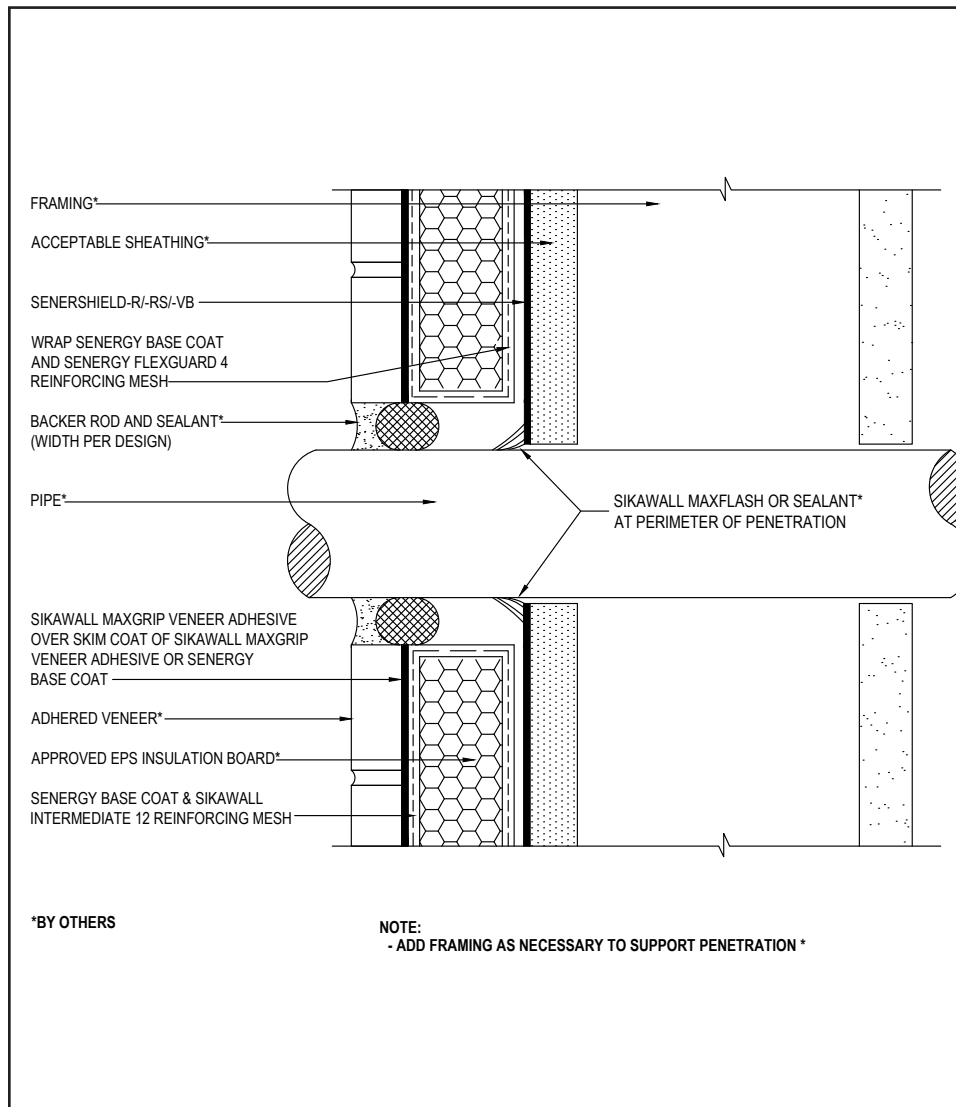 FRAMING*
ACCEPTABLE SHEATHING*
SENERSHIELD-R/-RS/-VB
WRAP SENERGY BASE COAT
AND SENERGY FLEXGUARD 4
REINFORCING MESH
BACKER ROD AND SEALANT*
(WIDTH PER DESIGN)
PIPE*
SIKAWALL MAXFLASH OR SEALANT*
AT PERIMETER OF PENETRATION
SIKAWALL MAXGRIP VENEER ADHESIVE
OVER SKIM COAT OF SIKAWALL MAXGRIP
VENEER ADHESIVE OR SENERGY
BASE COAT
ADHERED VENEER*
APPROVED EPS INSULATION BOARD*
SENERGY BASE COAT & SIKAWALL
INTERMEDIATE 12 REINFORCING MESH
*BY OTHERS
NOTE:
- ADD FRAMING AS NECESSARY TO SUPPORT PENETRATION *